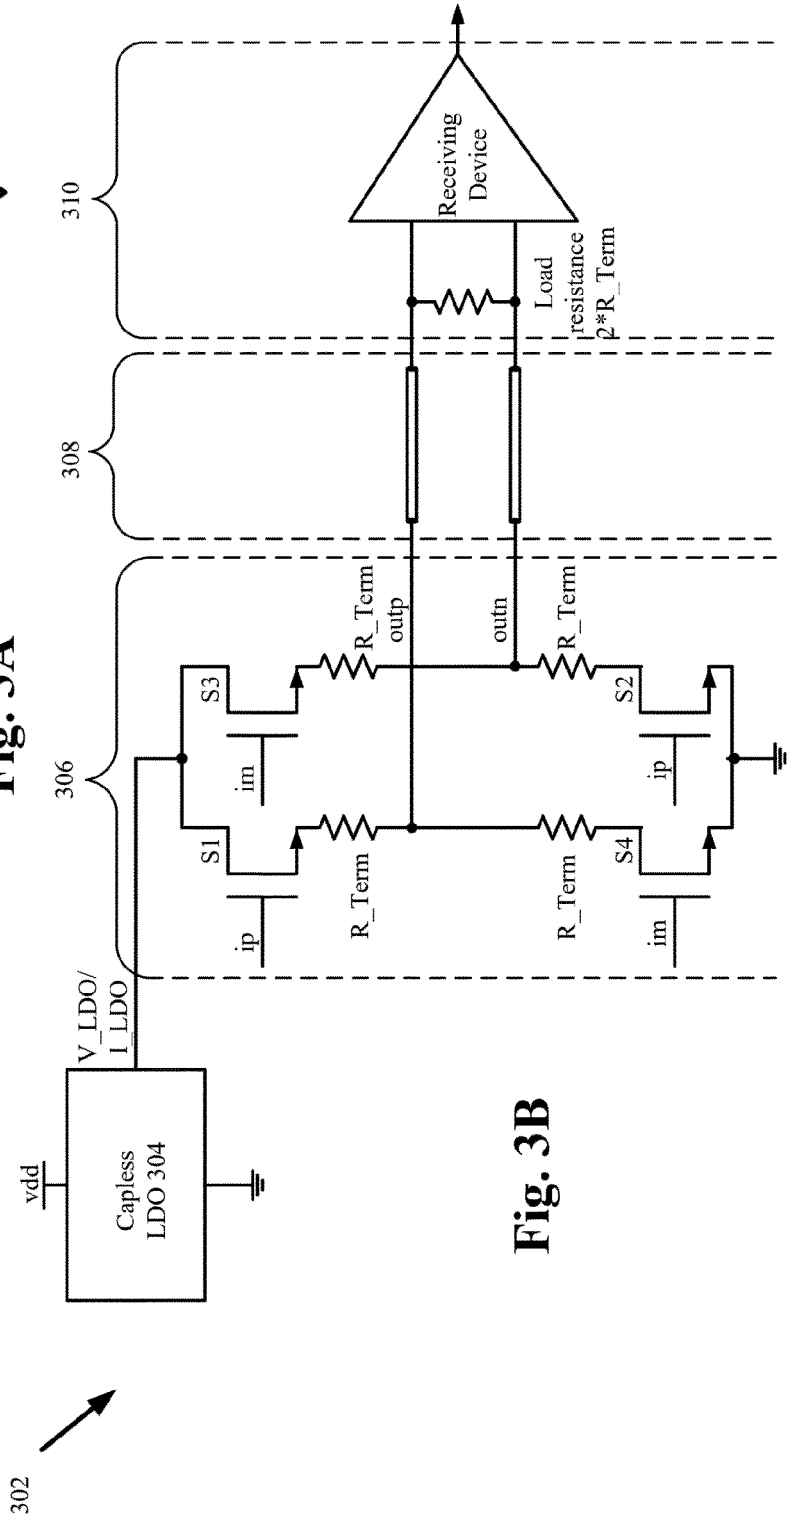 Fig. 3A
302
vdd
Capless
LDO 304
V_LDO/
I_LDO
306
308
310
S1
S3
ip
im
R_Term
R_Term
outp
outn
R_Term
R_Term
S4
S2
im
ip
Load
resistance
2*R_Term
Receiving
Device
Fig. 3B